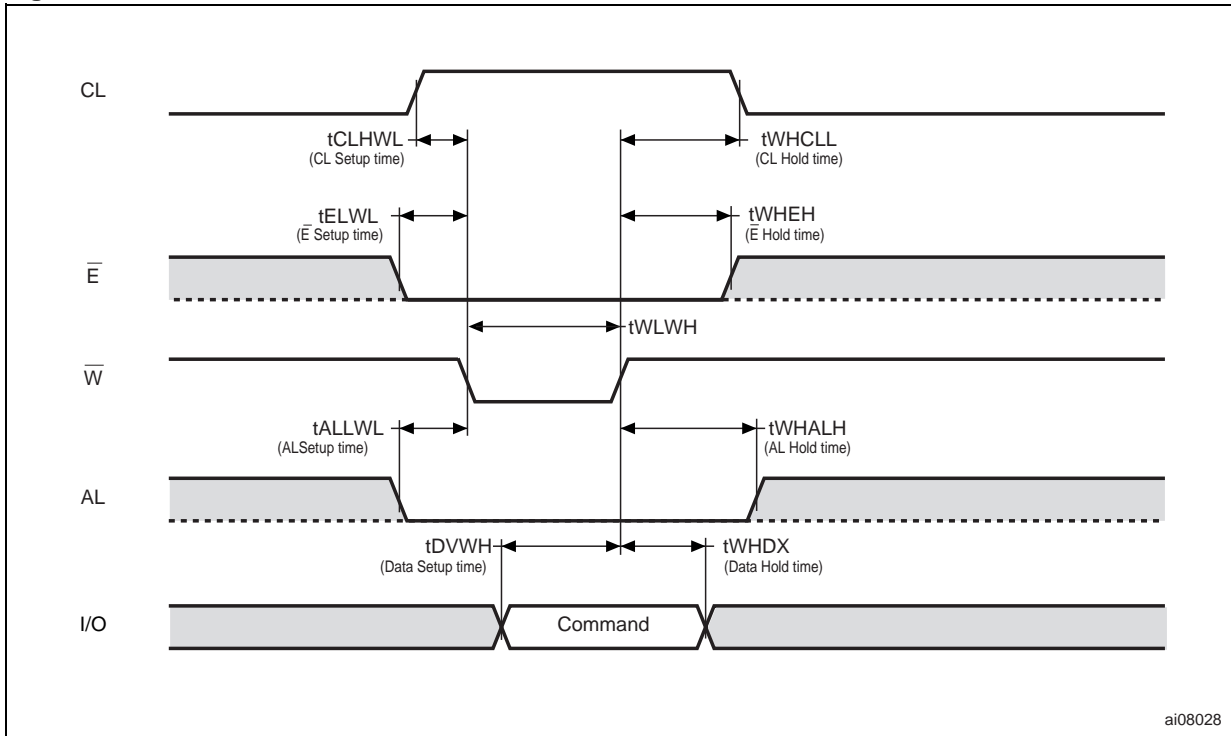 CL
tCLHWL
(CL Setup time)
tWHCLL
(CL Hold time)
tELWL
(E̅ Setup time)
tWHEH
(E̅ Hold time)
E̅
tWLWH
W̅
tALLWL
(ALSetup time)
tWHALH
(AL Hold time)
AL
tDVWH
(Data Setup time)
tWHDX
(Data Hold time)
I/O
Command
ai08028